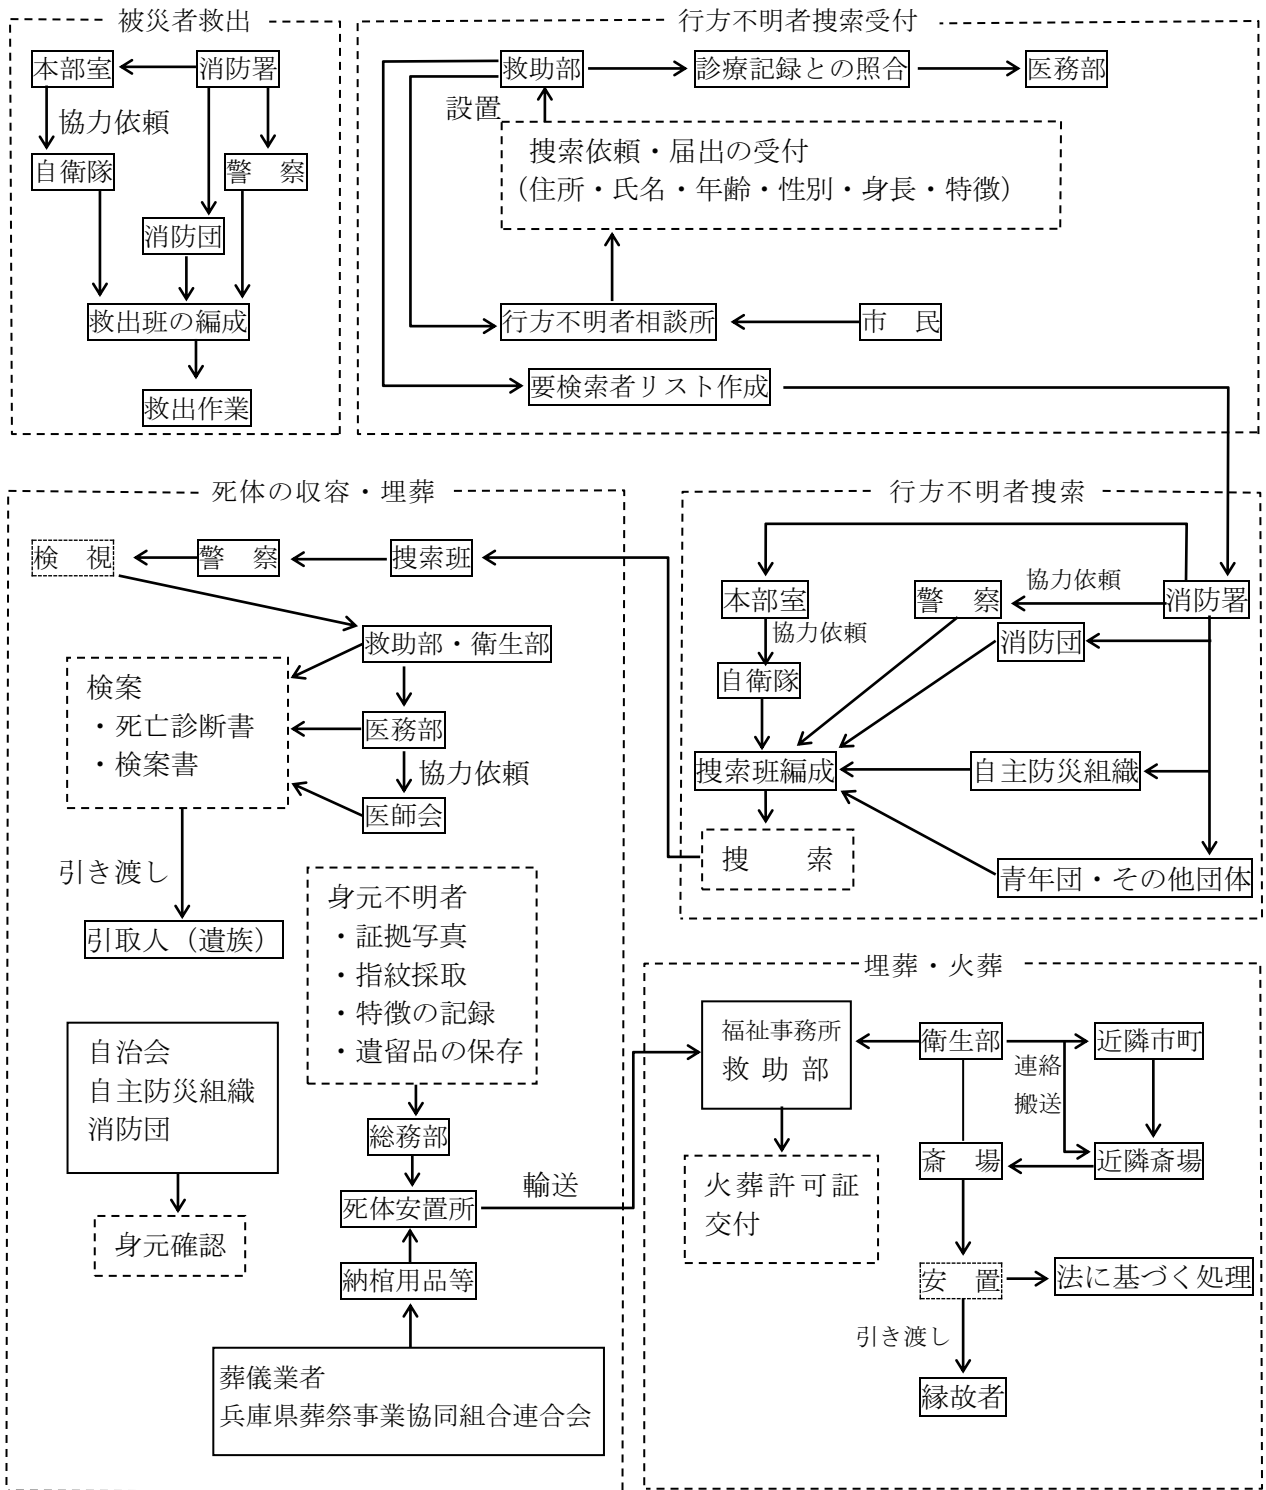 被災者救出
本部室
消防署
協力依頼
自衛隊
警　察
消防団
救出班の編成
救出作業
行方不明者捜索受付
救助部
診療記録との照合
医務部
設置
捜索依頼・届出の受付
（住所・氏名・年齢・性別・身長・特徴）
行方不明者相談所
市　民
要検索者リスト作成
死体の収容・埋葬
検　視
警　察
捜索班
救助部・衛生部
検案
・死亡診断書
・検案書
医務部
協力依頼
医師会
引き渡し
引取人（遺族）
身元不明者
・証拠写真
・指紋採取
・特徴の記録
・遺留品の保存
自治会
自主防災組織
消防団
身元確認
総務部
死体安置所
輸送
納棺用品等
葬儀業者
兵庫県葬祭事業協同組合連合会
行方不明者捜索
本部室
警　察
協力依頼
消防署
協力依頼
消防団
自衛隊
捜索班編成
自主防災組織
捜　　索
青年団・その他団体
埋葬・火葬
福祉事務所
救 助 部
衛生部
近隣市町
連絡
搬送
斎　場
近隣斎場
火葬許可証
交付
安　置
法に基づく処理
引き渡し
縁故者